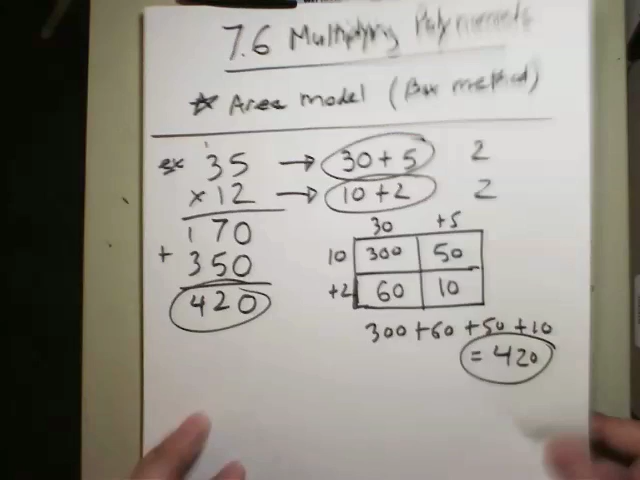 7.6 Multiplying Polynomials
☆ Area model (Box method)
ex 35 → 30 + 5 2
x 12 → 10 + 2 2
170
+ 350
420
30 +5
10 300 50
+2 60 10
300 + 60 + 50 + 10
= 420